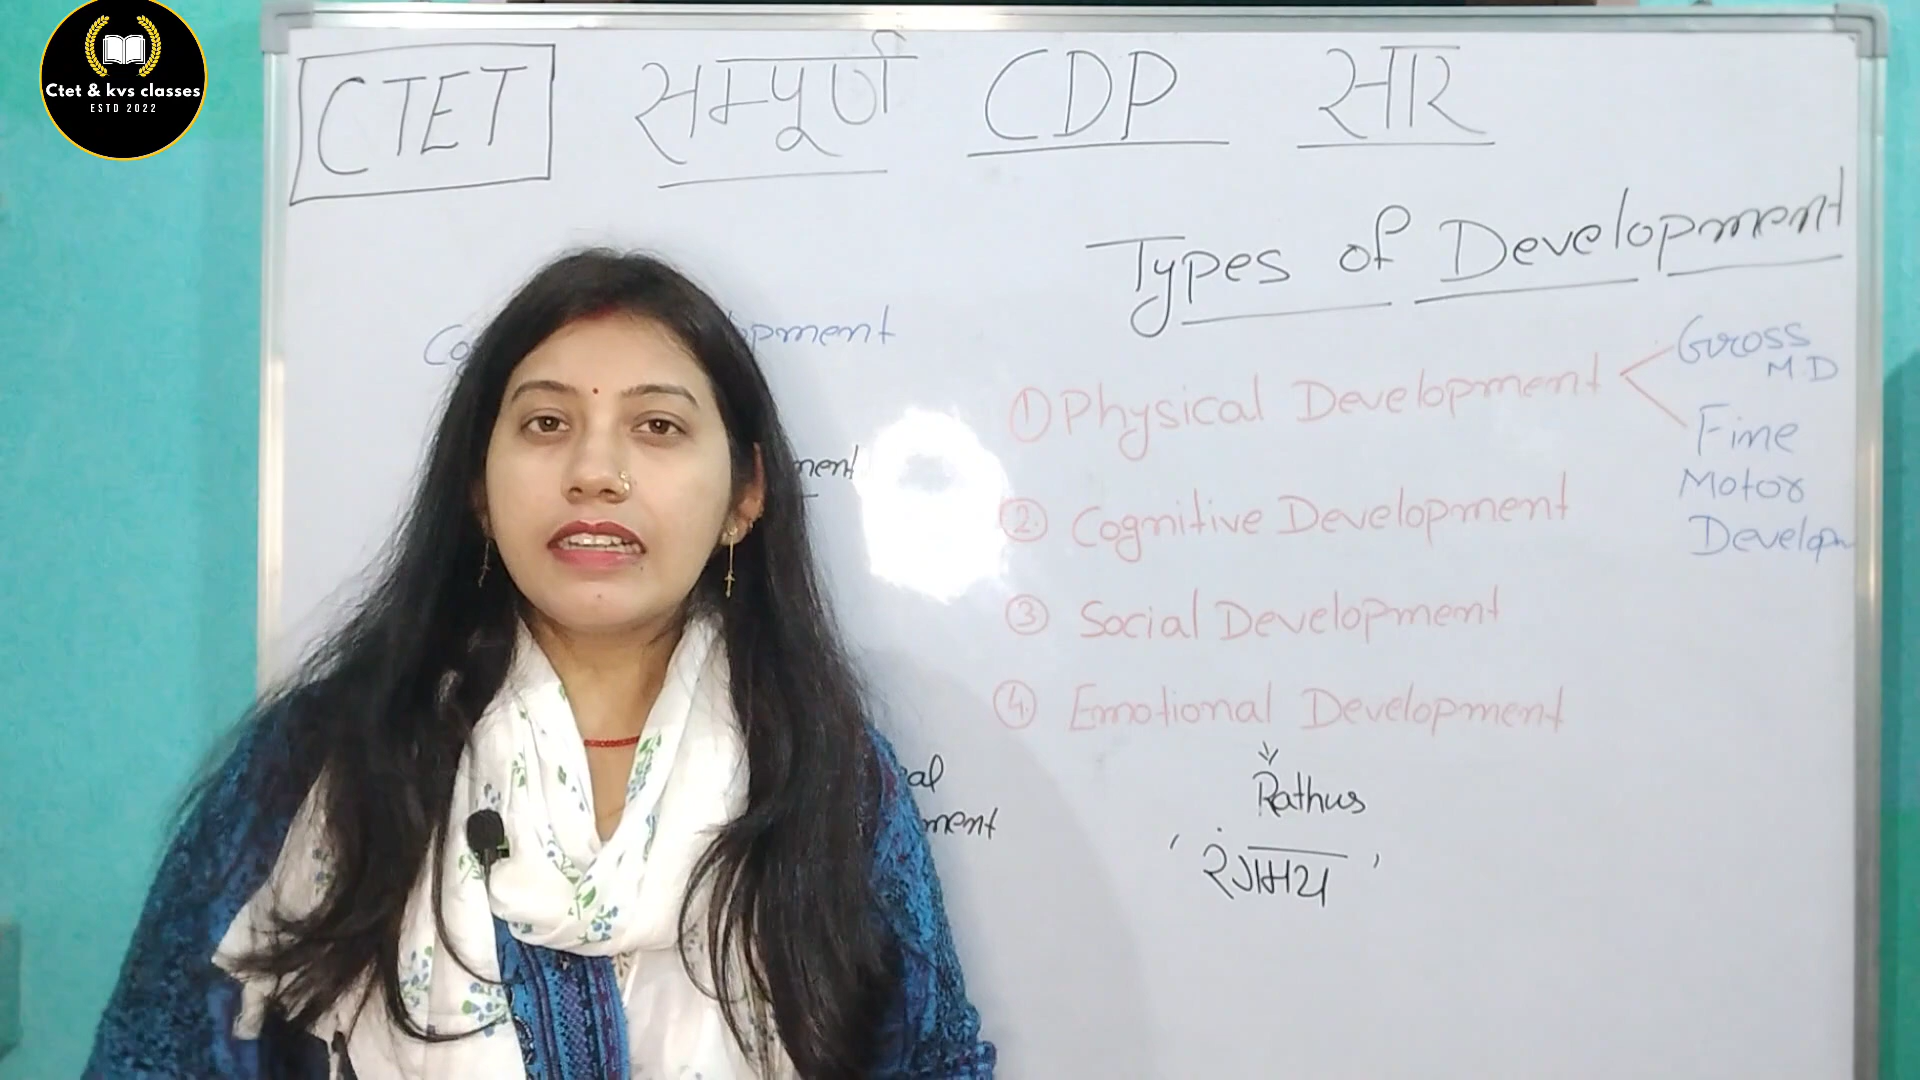 Ctet & kvs classes
ESTD 2022
CTET सम्पूर्ण CDP सार
Types of Development
① Physical Development
Gross
M.D
Fine
Motor
② Cognitive Development
③ Social Development
④ Emotional Development
Rathus
'रंगमय'